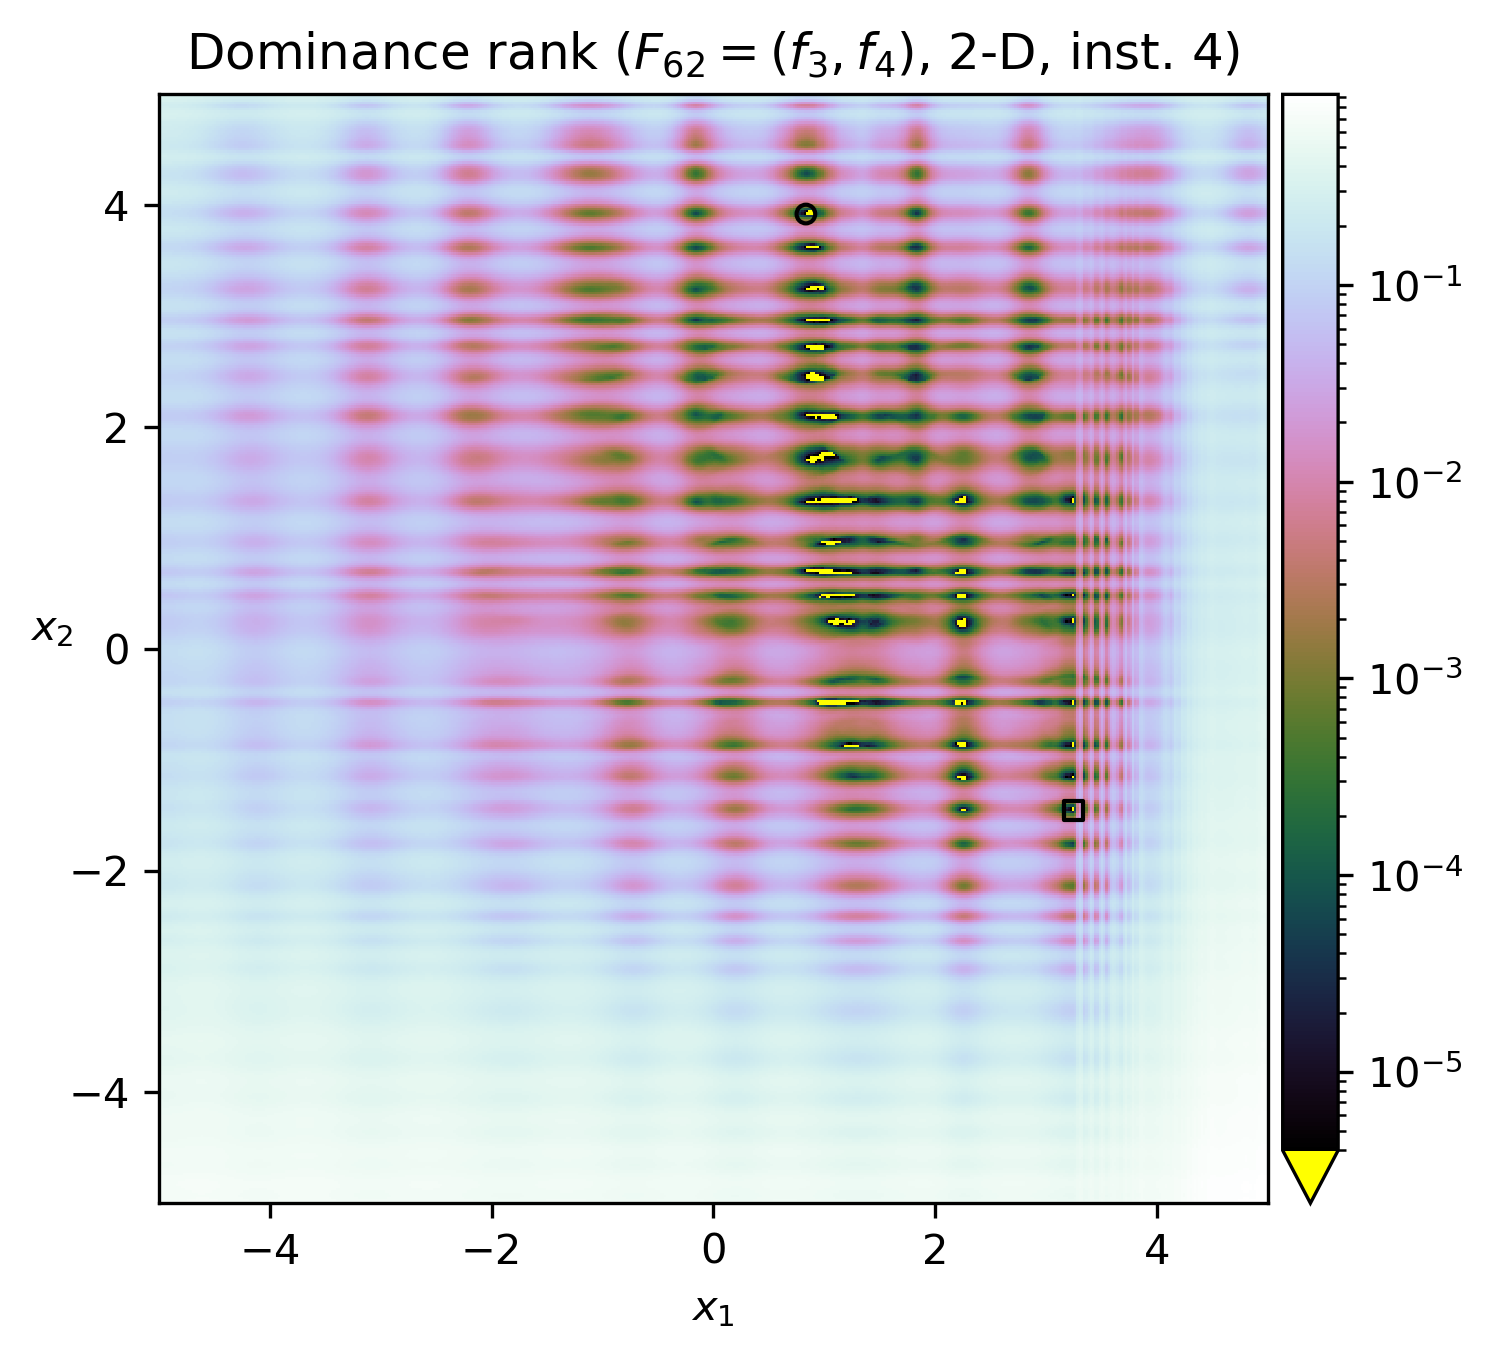 Dominance rank (F₆₂ = (f₃, f₄), 2-D, inst. 4)
4
2
0
−2
−4
x₂
−4 −2 0 2 4
x₁
10⁻¹
10⁻²
10⁻³
10⁻⁴
10⁻⁵